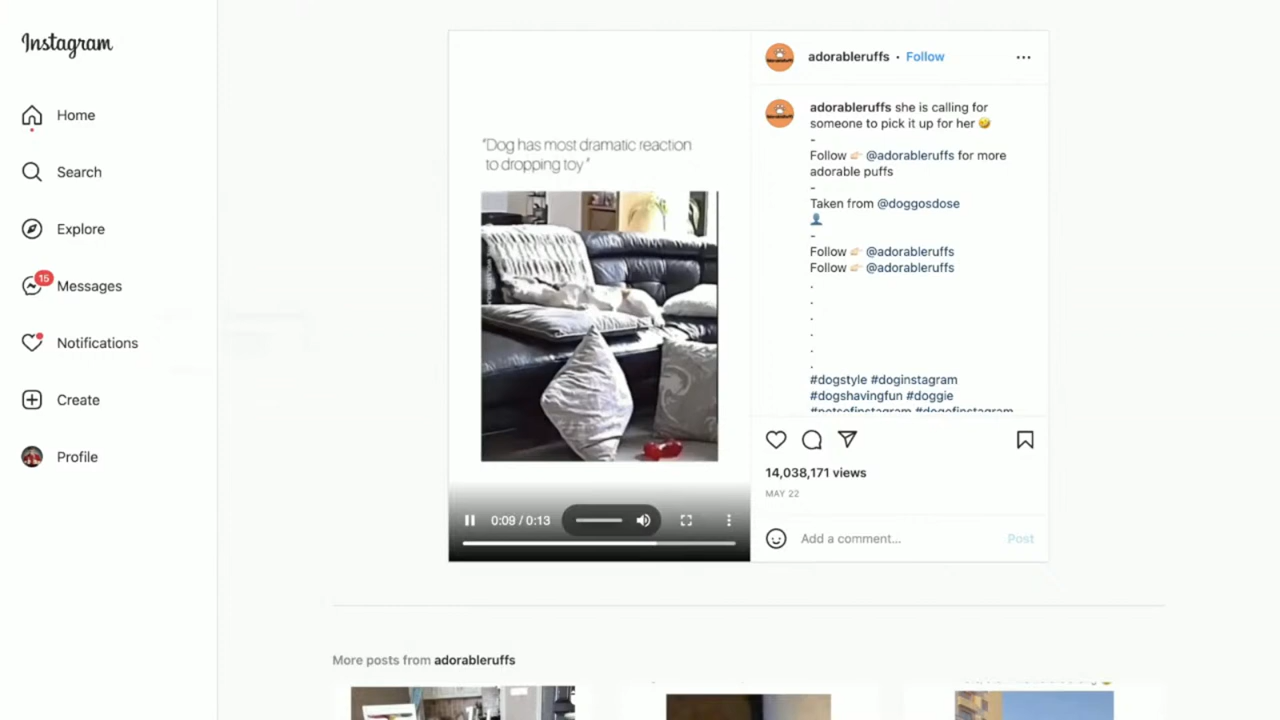 Instagram
Home
Search
Explore
15
Messages
Notifications
Create
Profile
"Dog has most dramatic reaction
to dropping toy"
0:09 / 0:13
adorableruffs • Follow
adorableruffs she is calling for
someone to pick it up for her 🤣
-
Follow 👉🏻 @adorableruffs for more
adorable puffs
-
Taken from @doggosdose
👤
-
Follow 👉🏻 @adorableruffs
Follow 👉🏻 @adorableruffs
.
.
.
.
.
.
#dogstyle #doginstagram
#dogshavingfun #doggie
#petsofinstagram #dogofinstagram
14,038,171 views
MAY 22
Add a comment...
Post
More posts from adorableruffs